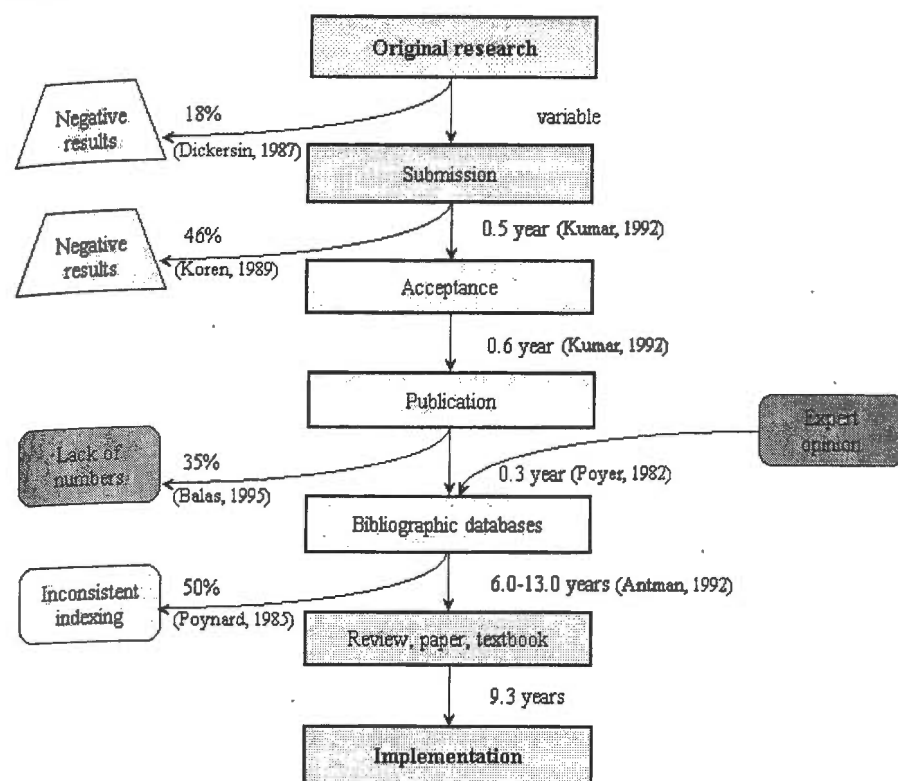 Original research
Negative
results
18%
(Dickersin, 1987)
variable
Submission
Negative
results
46%
(Koren, 1989)
0.5 year (Kumar, 1992)
Acceptance
0.6 year (Kumar, 1992)
Publication
Expert
opinion
Lack of
numbers
35%
(Balas, 1995)
0.3 year (Poyer, 1982)
Bibliographic databases
Inconsistent
indexing
50%
(Poynard, 1985)
6.0-13.0 years (Antman, 1992)
Review, paper, textbook
9.3 years
Implementation